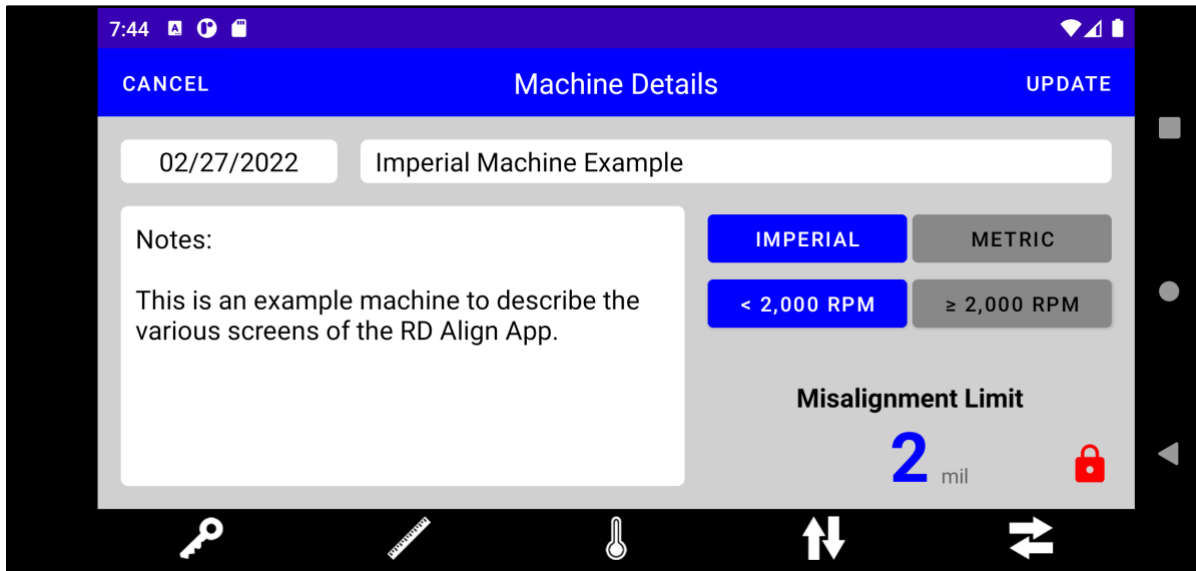 7:44
CANCEL Machine Details UPDATE
02/27/2022 Imperial Machine Example
Notes:
This is an example machine to describe the
various screens of the RD Align App.
IMPERIAL METRIC
< 2,000 RPM ≥ 2,000 RPM
Misalignment Limit
2 mil